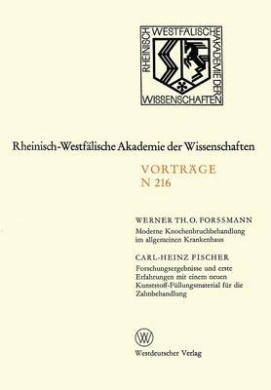 RHEINISCH-
WESTFÄLISCHE
AKADEMIE DER
WISSENSCHAFTEN
Rheinisch-Westfälische Akademie der Wissenschaften
VORTRÄGE
N 216
WERNER TH. O. FORSSMANN
Moderne Knochenbruchbehandlung
im allgemeinen Krankenhaus
CARL-HEINZ FISCHER
Forschungsergebnisse und erste
Erfahrungen mit einem neuen
Kunststoff-Füllungsmaterial für die
Zahnbehandlung
Westdeutscher Verlag